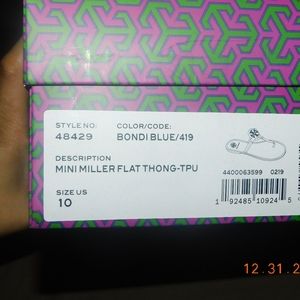 STYLE NO: COLOR/CODE:
48429 BONDI BLUE/419
DESCRIPTION
MINI MILLER FLAT THONG-TPU
4400063599 0219
SIZE US
10
1 92485 10924 5
12.31.2